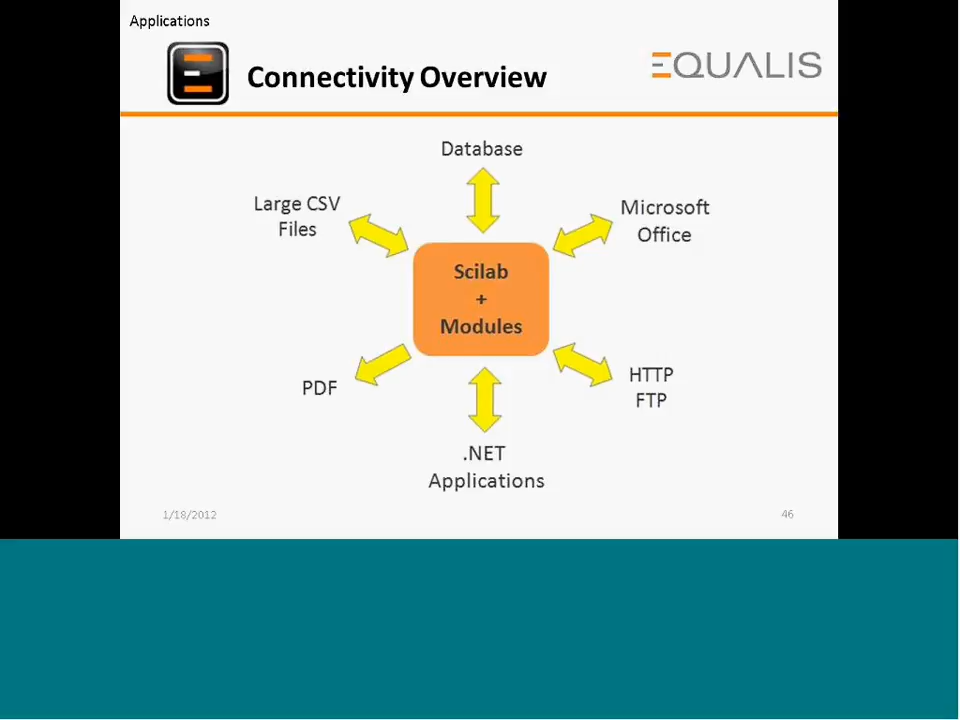 Applications
Connectivity Overview
EQUALIS
Database
Large CSV
Files
Microsoft
Office
Scilab
+
Modules
PDF
HTTP
FTP
.NET
Applications
1/18/2012
46